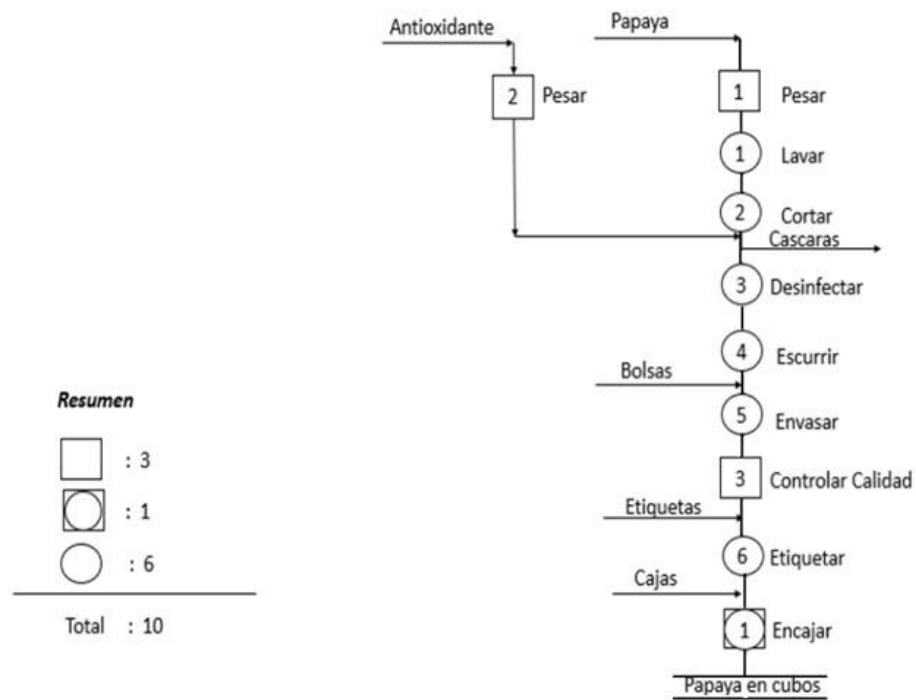 Antioxidante
Papaya
2 Pesar
1 Pesar
1 Lavar
2 Cortar
Cascaras
3 Desinfectar
4 Escurrir
Bolsas
5 Envasar
3 Controlar Calidad
Etiquetas
6 Etiquetar
Cajas
1 Encajar
Papaya en cubos
Resumen
: 3
: 1
: 6
Total : 10